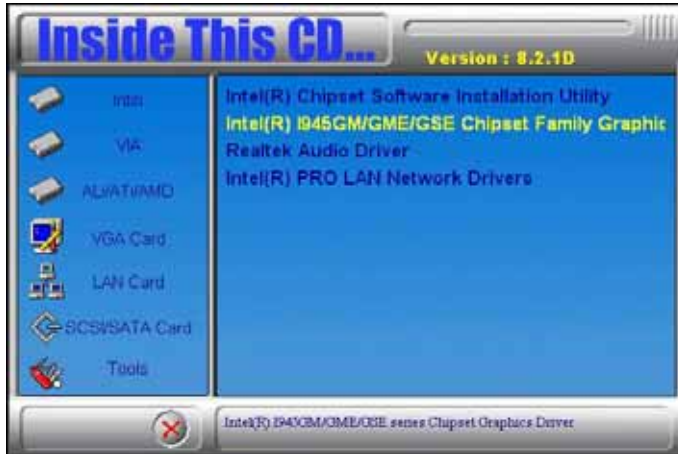 Inside This CD...
Version : 8.2.1D
Intel
VIA
ALI/ATI/AMD
VGA Card
LAN Card
SCSI/SATA Card
Tools
Intel(R) Chipset Software Installation Utility
Intel(R) I945GM/GME/GSE Chipset Family Graphic
Realtek Audio Driver
Intel(R) PRO LAN Network Drivers
Intel(R) I945GM/GME/GSE series Chipset Graphics Driver